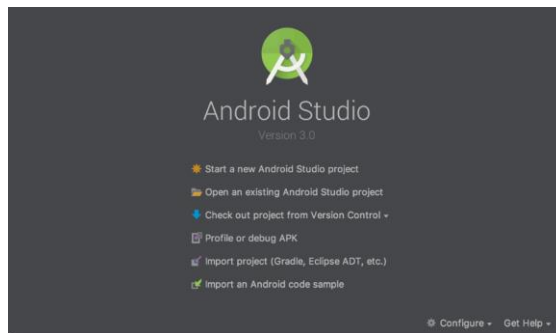 Android Studio
Version 3.0
Start a new Android Studio project
Open an existing Android Studio project
Check out project from Version Control
Profile or debug APK
Import project (Gradle, Eclipse ADT, etc.)
Import an Android code sample
Configure Get Help